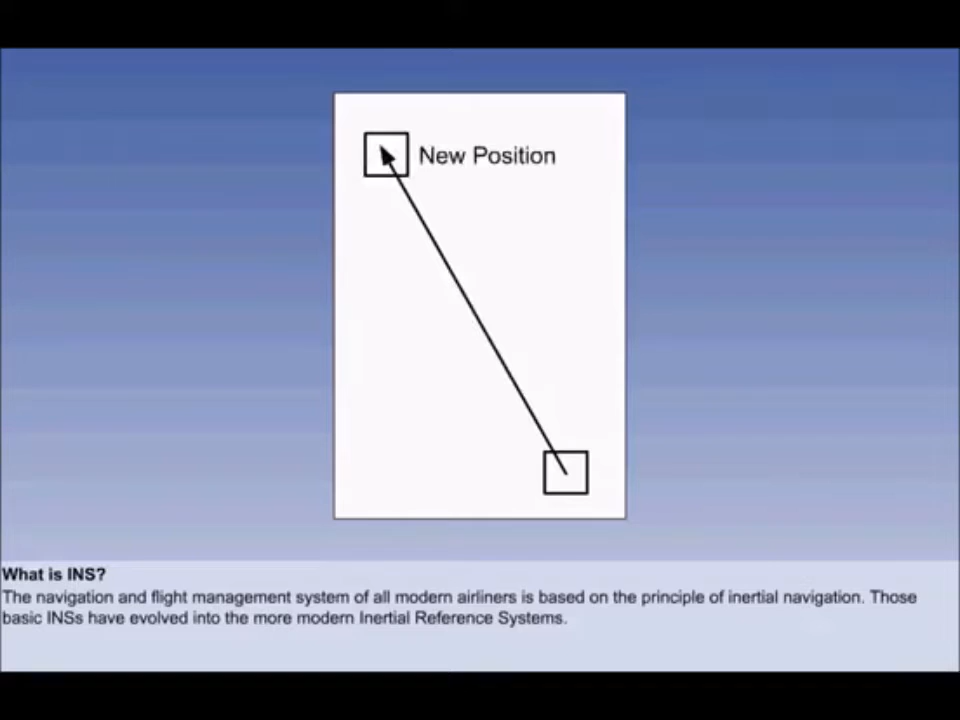 New Position
What is INS?
The navigation and flight management system of all modern airliners is based on the principle of inertial navigation. Those
basic INSs have evolved into the more modern Inertial Reference Systems.